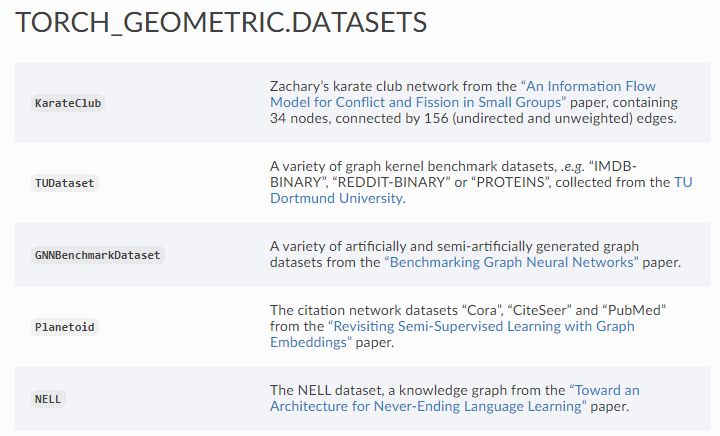 TORCH_GEOMETRIC.DATASETS
KarateClub
Zachary's karate club network from the “An Information Flow
Model for Conflict and Fission in Small Groups” paper, containing
34 nodes, connected by 156 (undirected and unweighted) edges.
TUDataset
A variety of graph kernel benchmark datasets, .e.g. “IMDB-
BINARY”, “REDDIT-BINARY” or “PROTEINS”, collected from the TU
Dortmund University.
GNNBenchmarkDataset
A variety of artificially and semi-artificially generated graph
datasets from the “Benchmarking Graph Neural Networks” paper.
Planetoid
The citation network datasets “Cora”, “CiteSeer” and “PubMed”
from the “Revisiting Semi-Supervised Learning with Graph
Embeddings” paper.
NELL
The NELL dataset, a knowledge graph from the “Toward an
Architecture for Never-Ending Language Learning” paper.